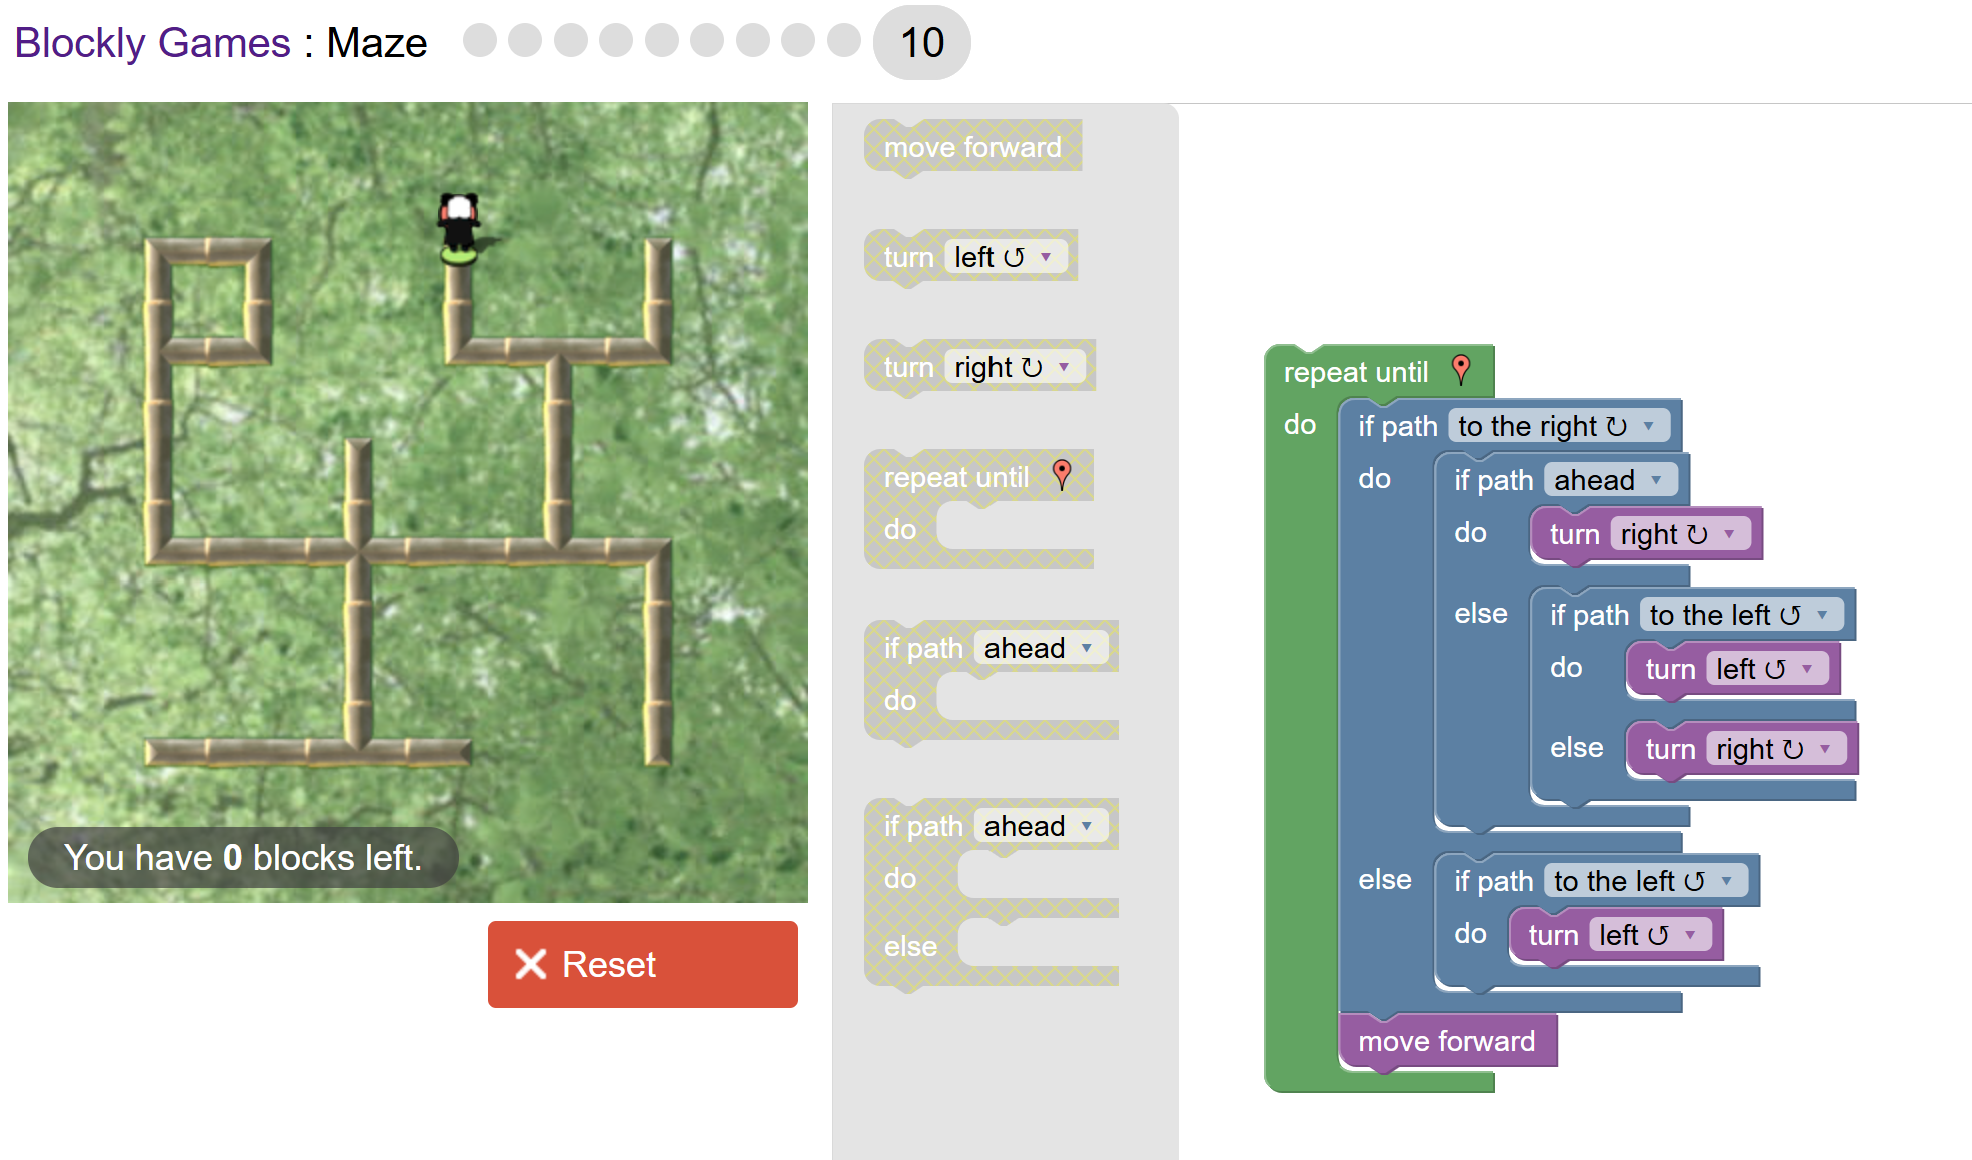 Blockly Games : Maze 10
move forward
turn left ↺ ▼
turn right ↻ ▼
repeat until
do
if path ahead ▼
do
if path ahead ▼
do
else
You have 0 blocks left.
Reset
repeat until
do if path to the right ↻ ▼
do if path ahead ▼
do turn right ↻ ▼
else if path to the left ↺ ▼
do turn left ↺ ▼
else turn right ↻ ▼
else if path to the left ↺ ▼
do turn left ↺ ▼
move forward